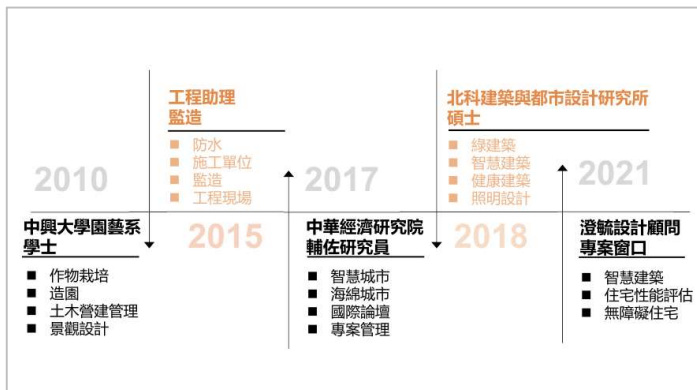 2010
中興大學園藝系
學士
■ 作物栽培
■ 造園
■ 土木營建管理
■ 景觀設計
工程助理
監造
■ 防水
■ 施工單位
■ 監造
■ 工程現場
2015
2017
中華經濟研究院
輔佐研究員
■ 智慧城市
■ 海綿城市
■ 國際論壇
■ 專案管理
北科建築與都市設計研究所
碩士
■ 綠建築
■ 智慧建築
■ 健康建築
■ 照明設計
2018
2021
澄毓設計顧問
專案窗口
■ 智慧建築
■ 住宅性能評估
■ 無障礙住宅